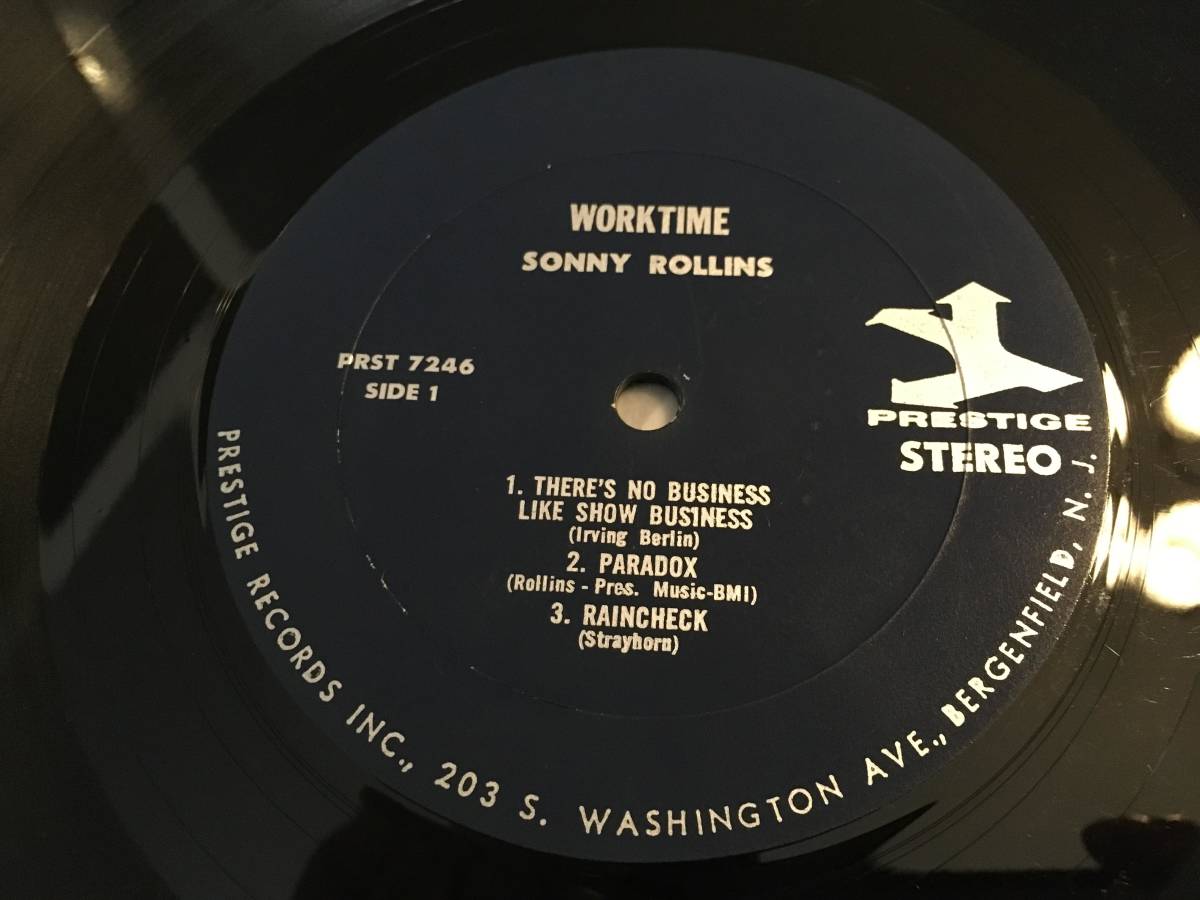 WORKTIME
SONNY ROLLINS
PRST 7246
SIDE 1
PRESTIGE
STEREO
1. THERE'S NO BUSINESS
LIKE SHOW BUSINESS
(Irving Berlin)
2. PARADOX
(Rollins - Pres. Music-BMI)
3. RAINCHECK
(Strayhorn)
PRESTIGE RECORDS INC., 203 S. WASHINGTON AVE., BERGENFIELD, N. J.